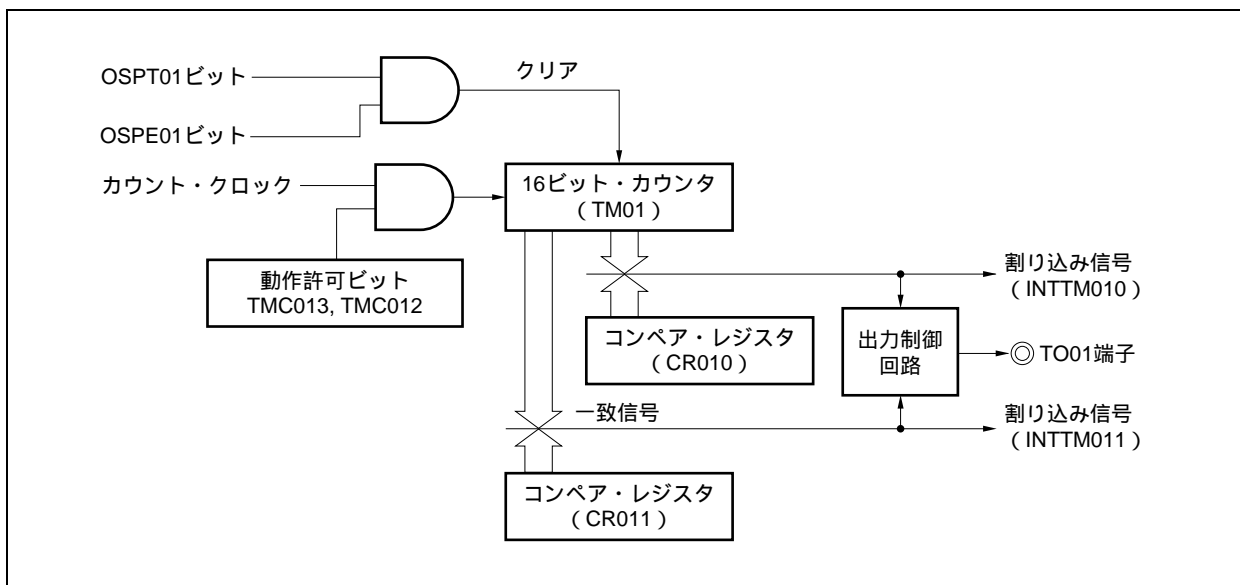 OSPT01ビット
クリア
OSPE01ビット
カウント・クロック
16ビット・カウンタ
（TM01）
動作許可ビット
TMC013, TMC012
割り込み信号
（INTTM010）
コンペア・レジスタ
（CR010）
出力制御
回路
TO01端子
一致信号
割り込み信号
（INTTM011）
コンペア・レジスタ
（CR011）